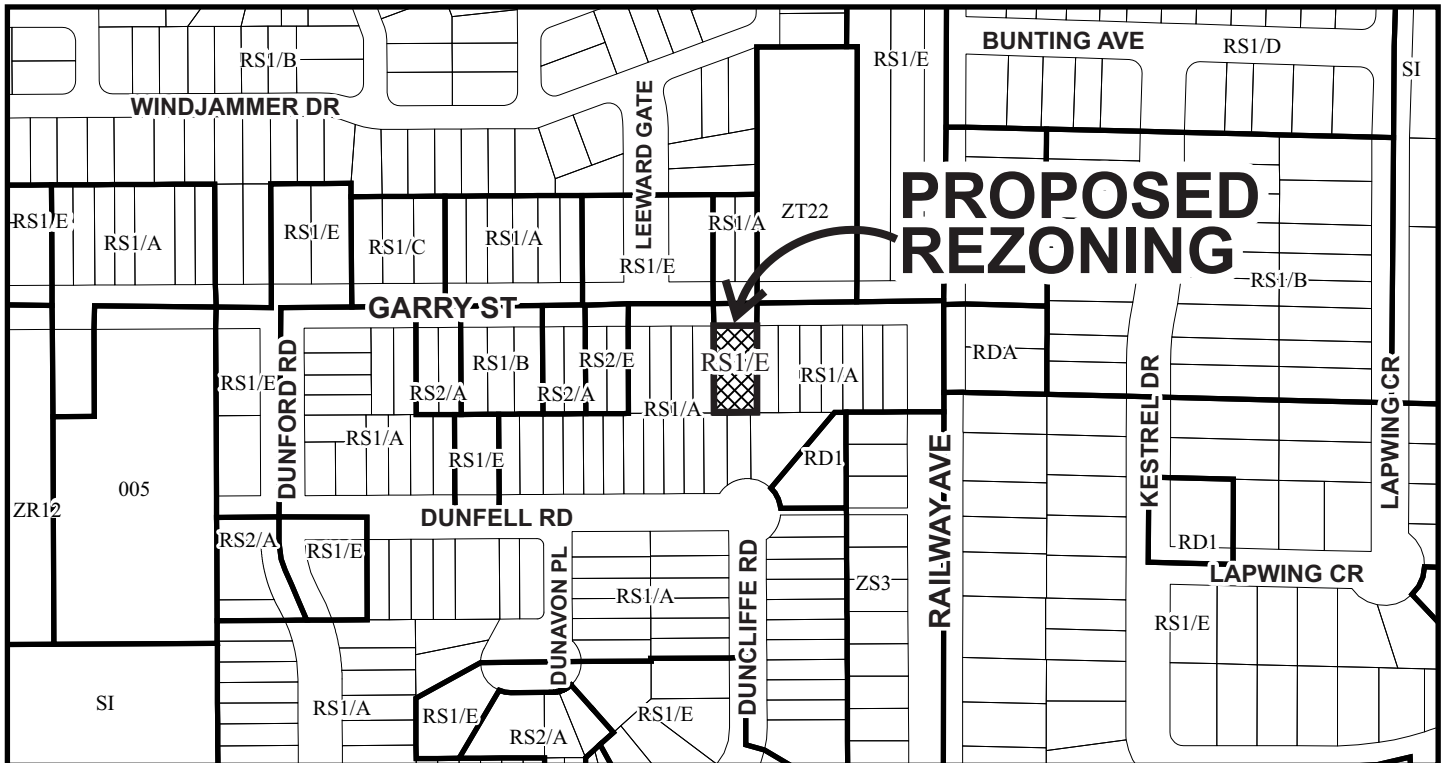 BUNTING AVE
RS1/D
RS1/B
RS1/E
SI
WINDJAMMER DR
LEEWARD GATE
PROPOSED
REZONING
RS1/E
RS1/A
RS1/E
RS1/C
RS1/A
RS1/E
RS1/A
ZT22
RS1/B
GARRY ST
DUNFORD RD
RS1/E
RS2/A
RS1/B
RS2/A
RS2/E
RS1/A
RS1/E
RS1/A
RDA
KESTREL DR
LAPWING CR
RS1/A
RS1/E
RD1
RAILWAY AVE
ZR12
005
DUNFELL RD
RS2/A
RS1/E
DUNAVON PL
RS1/A
DUNCLIFFE RD
ZS3
RD1
LAPWING CR
RS1/E
SI
RS1/A
RS1/E
RS2/A
RS1/E